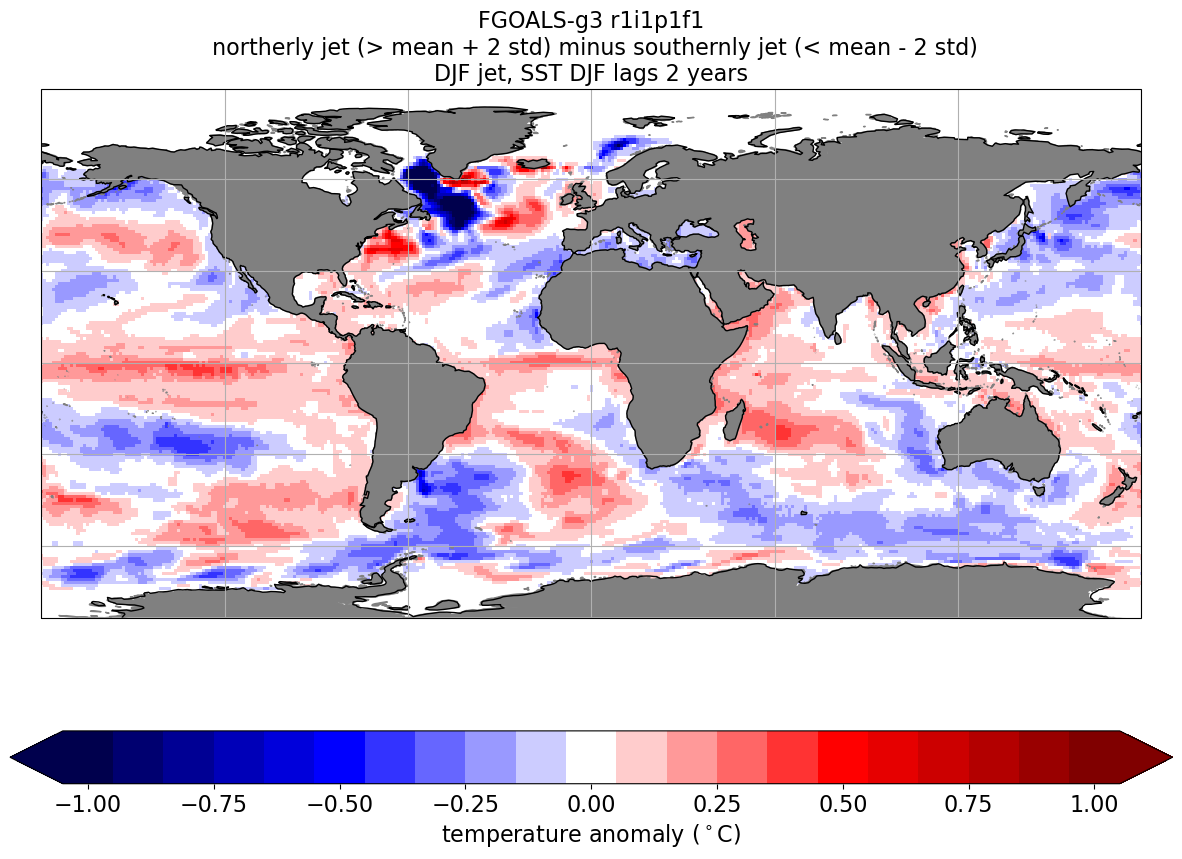 FGOALS-g3 r1i1p1f1
northerly jet (> mean + 2 std) minus southernly jet (< mean - 2 std)
DJF jet, SST DJF lags 2 years
−1.00 −0.75 −0.50 −0.25 0.00 0.25 0.50 0.75 1.00
temperature anomaly (°C)